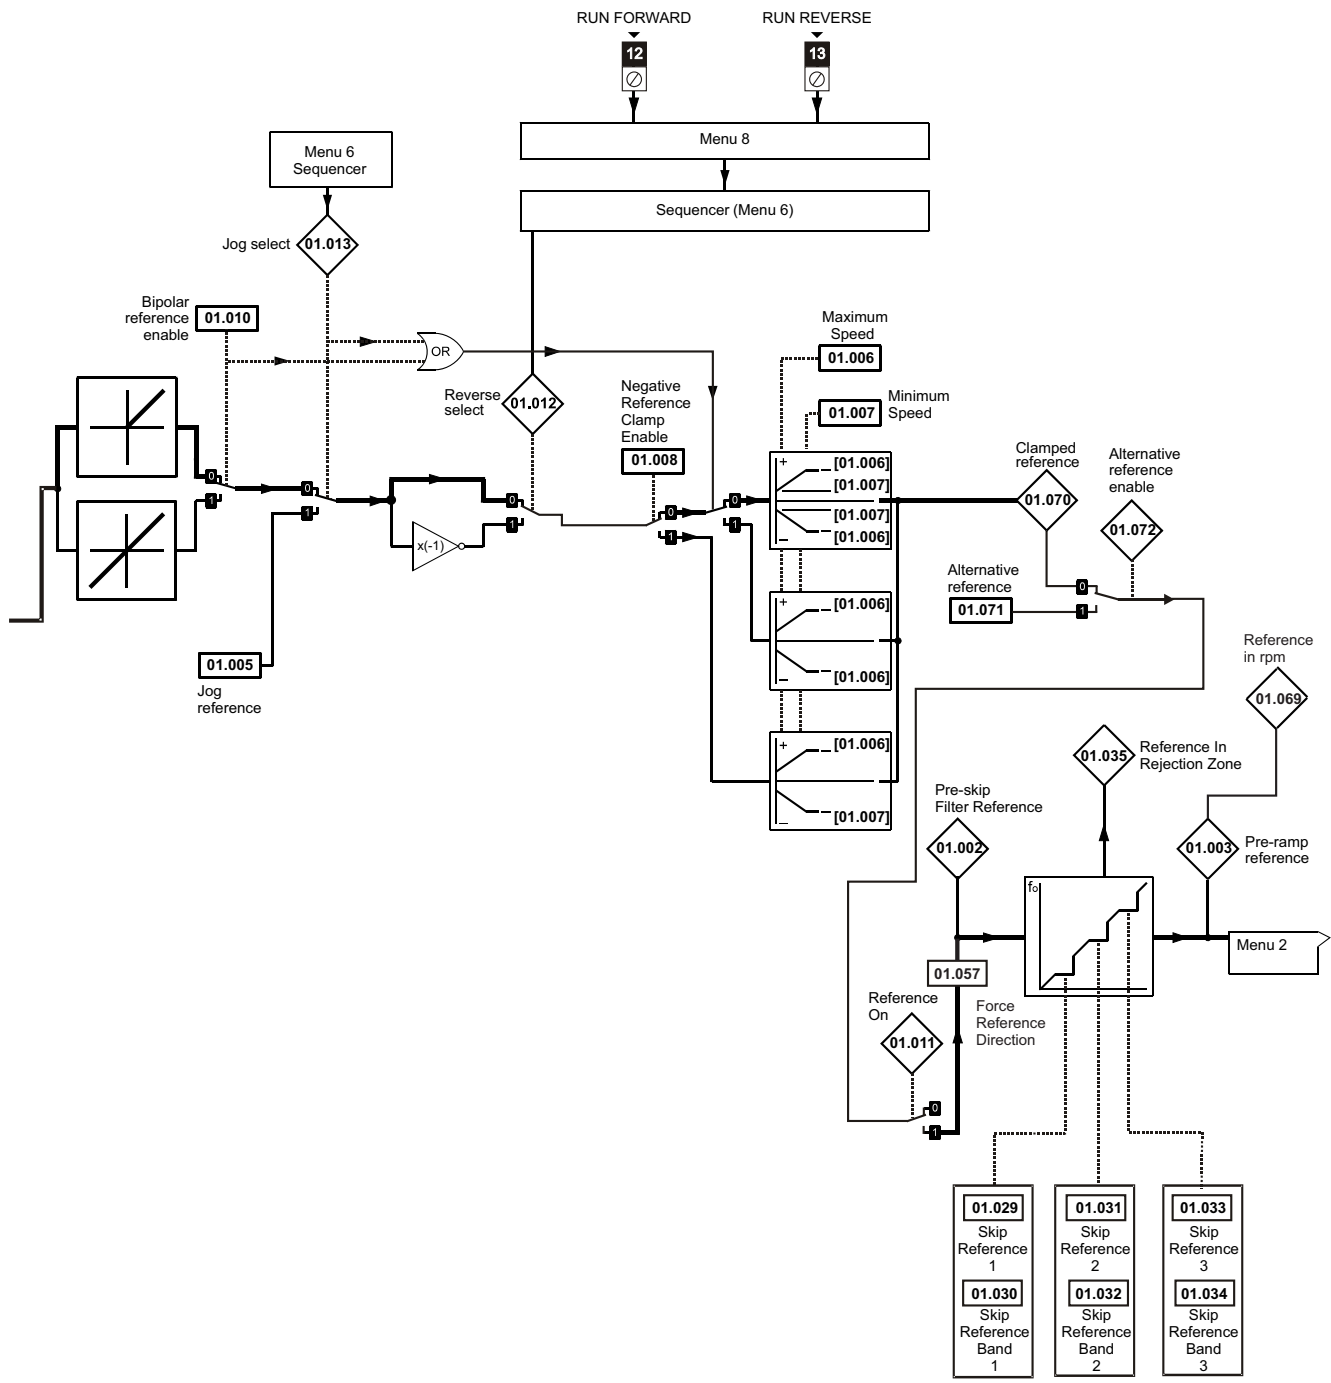 RUN FORWARD
RUN REVERSE
12
13
Menu 8
Menu 6
Sequencer
Sequencer (Menu 6)
Jog select
01.013
Bipolar
reference
enable
01.010
OR
Reverse
select
01.012
Negative
Reference
Clamp
Enable
01.008
Maximum
Speed
01.006
Minimum
Speed
01.007
0
1
0
1
x(-1)
0
1
0
1
0
1
+
[01.006]
[01.007]
[01.007]
[01.006]
–
+
[01.006]
[01.006]
–
+
[01.006]
[01.007]
–
Clamped
reference
01.070
Alternative
reference
enable
01.072
Alternative
reference
01.071
0
1
01.005
Jog
reference
Reference
in rpm
01.069
01.035
Reference In
Rejection Zone
Pre-skip
Filter Reference
01.002
01.003
Pre-ramp
reference
fo
Menu 2
01.057
Force
Reference
Direction
Reference
On
01.011
0
1
01.029
Skip
Reference
1
01.030
Skip
Reference
Band
1
01.031
Skip
Reference
2
01.032
Skip
Reference
Band
2
01.033
Skip
Reference
3
01.034
Skip
Reference
Band
3